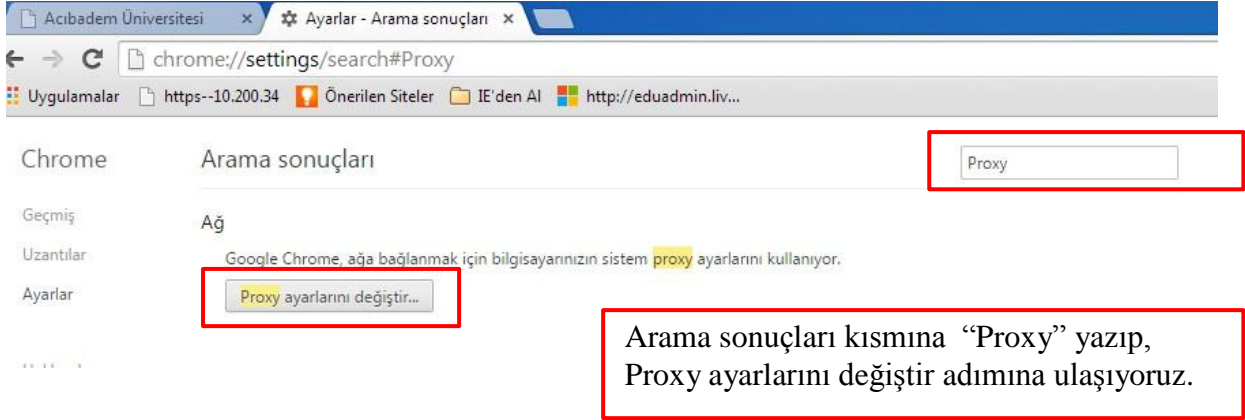 Acıbadem Üniversitesi × Ayarlar - Arama sonuçları ×
chrome://settings/search#Proxy
Uygulamalar https--10.200.34 Önerilen Siteler IE'den Al http://eduadmin.liv...
Chrome Arama sonuçları Proxy
Geçmiş Ağ
Uzantılar Google Chrome, ağa bağlanmak için bilgisayarınızın sistem proxy ayarlarını kullanıyor.
Ayarlar Proxy ayarlarını değiştir...
Arama sonuçları kısmına “Proxy” yazıp,
Proxy ayarlarını değiştir adımına ulaşıyoruz.